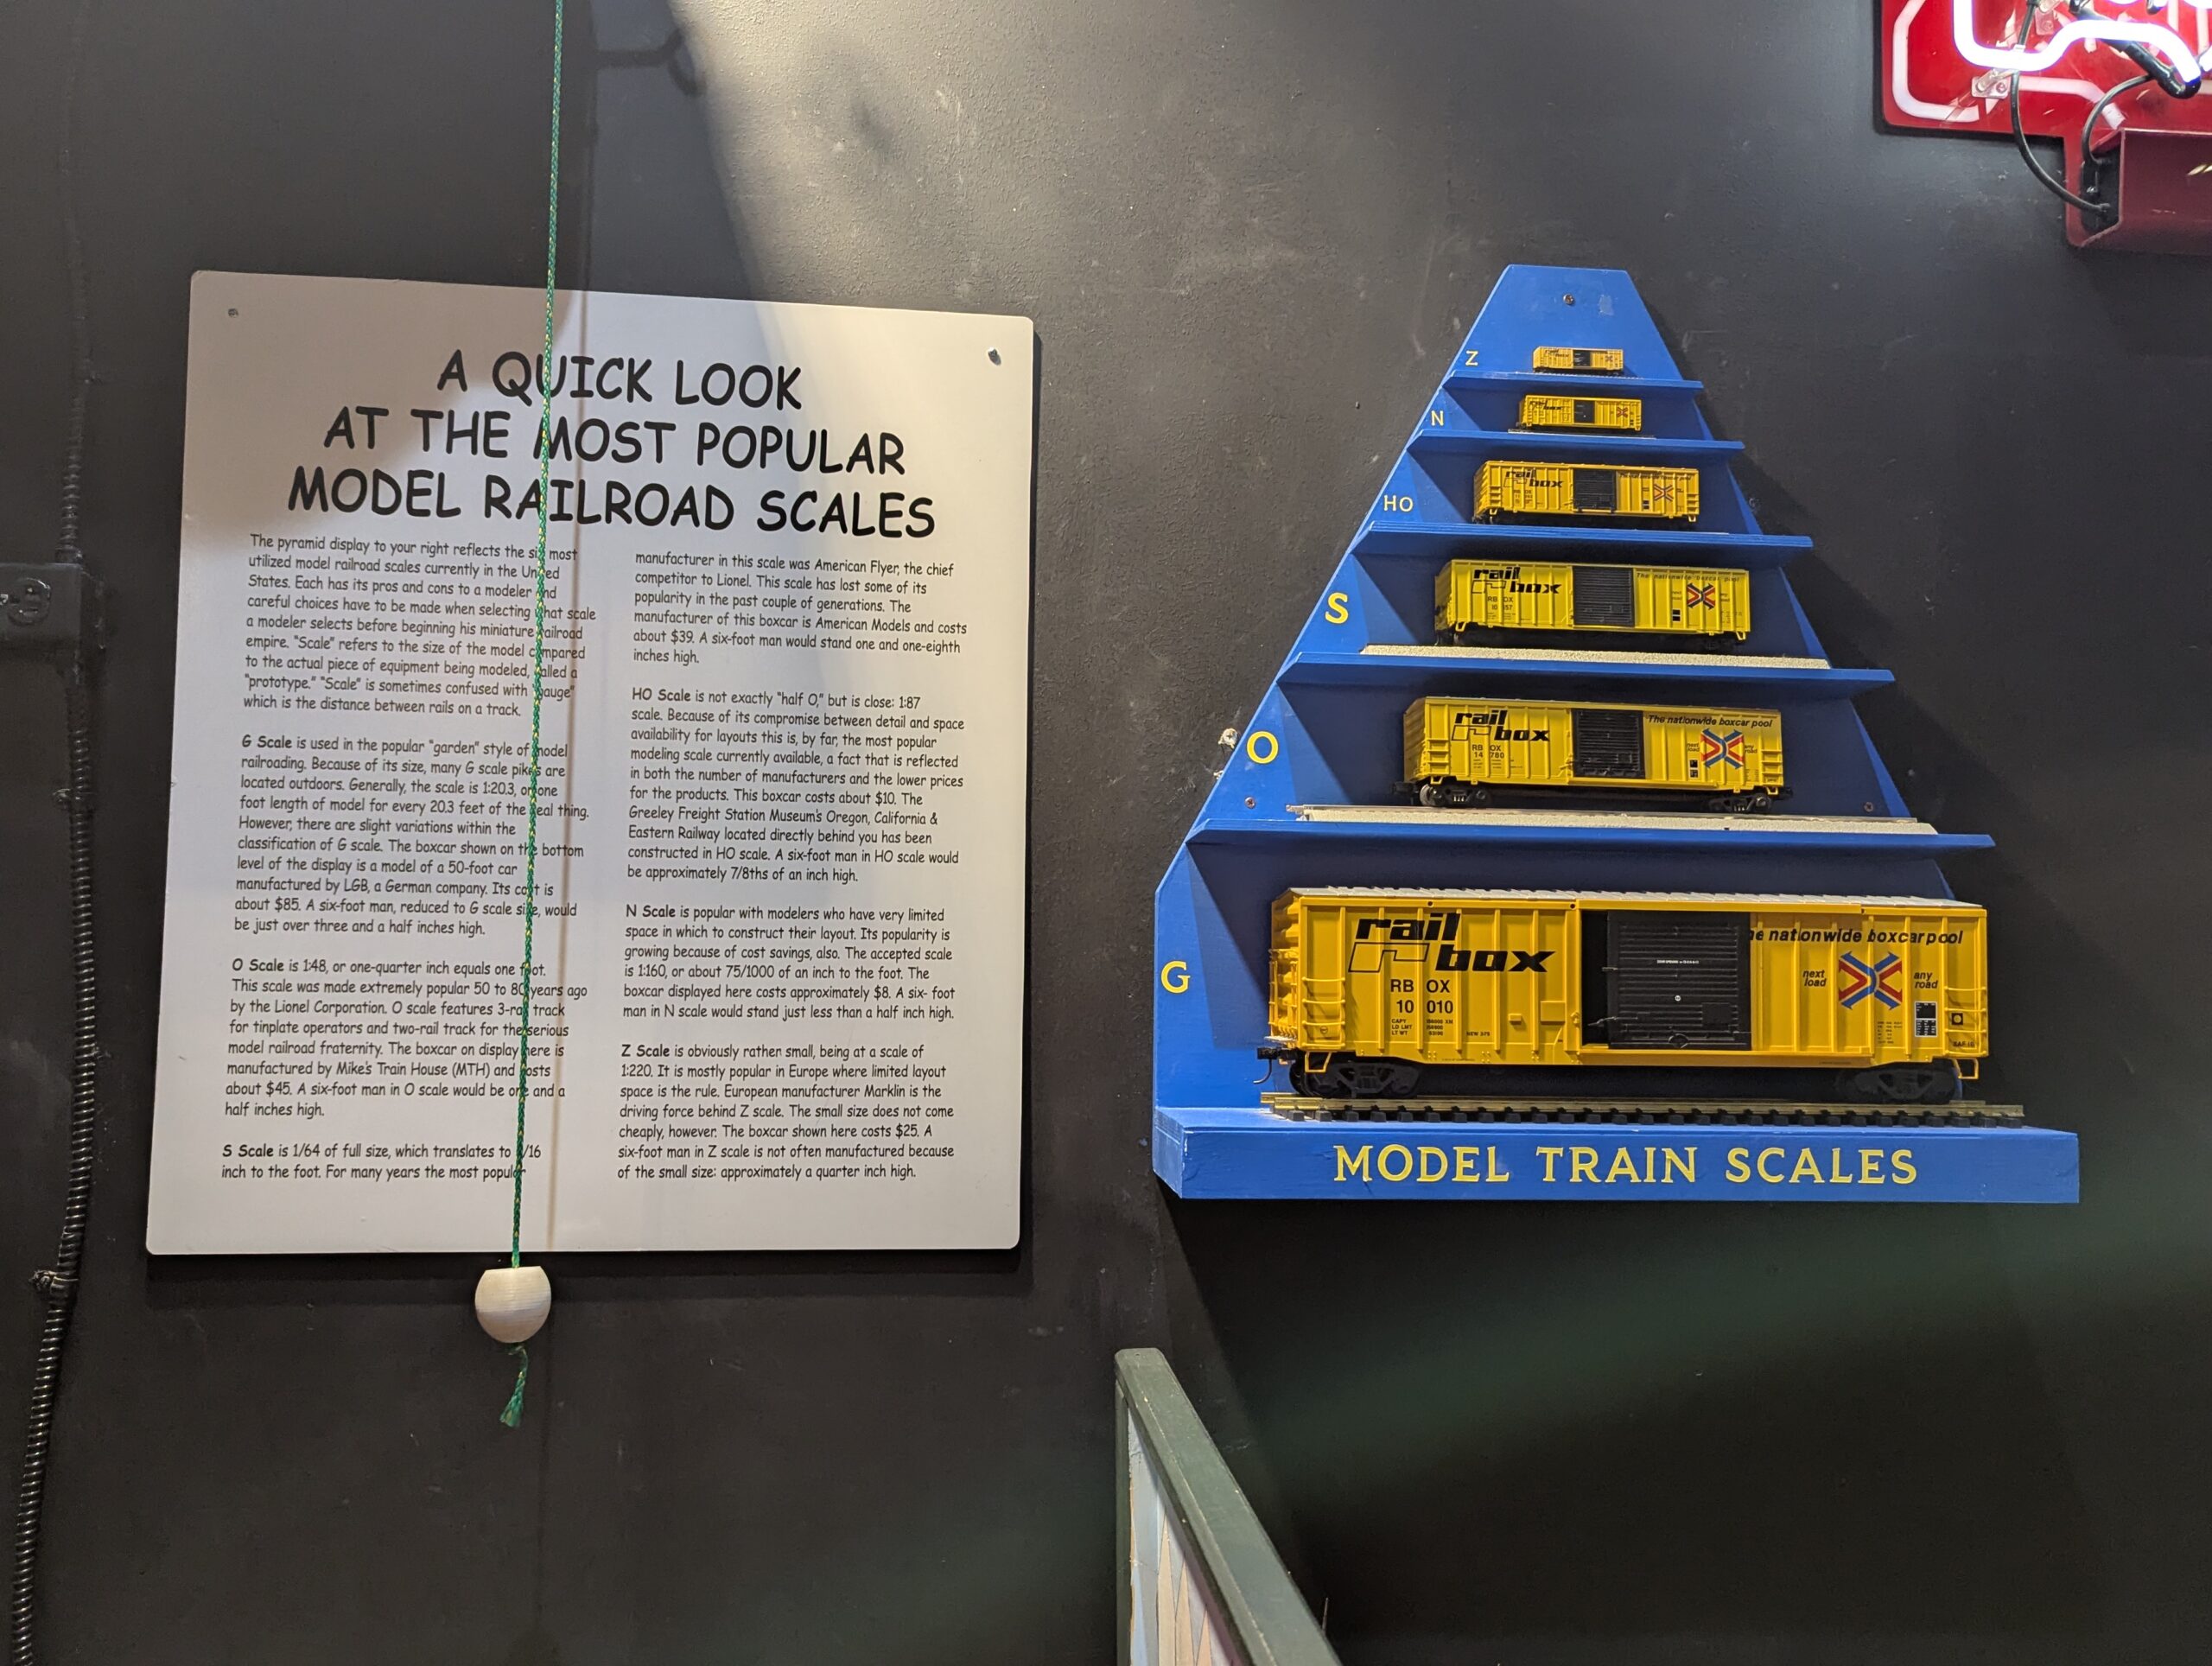 A QUICK LOOK
AT THE MOST POPULAR
MODEL RAILROAD SCALES
The pyramid display to your right reflects the six most
utilized model railroad scales currently in the United
States. Each has its pros and cons to a modeler and
careful choices have to be made when selecting what scale
a modeler selects before beginning his miniature railroad
empire. "Scale" refers to the size of the model compared
to the actual piece of equipment being modeled, called a
"prototype." "Scale" is sometimes confused with "gauge"
which is the distance between rails on a track.
G Scale is used in the popular "garden" style of model
railroading. Because of its size, many G scale pikes are
located outdoors. Generally, the scale is 1:20.3, or one
foot length of model for every 20.3 feet of the real thing.
However, there are slight variations within the
classification of G scale. The boxcar shown on the bottom
level of the display is a model of a 50-foot car
manufactured by LGB, a German company. Its cost is
about $85. A six-foot man, reduced to G scale size, would
be just over three and a half inches high.
O Scale is 1:48, or one-quarter inch equals one foot.
This scale was made extremely popular 50 to 80 years ago
by the Lionel Corporation. O scale features 3-rail track
for tinplate operators and two-rail track for the serious
model railroad fraternity. The boxcar on display here is
manufactured by Mike's Train House (MTH) and costs
about $45. A six-foot man in O scale would be one and a
half inches high.
S Scale is 1/64 of full size, which translates to /16
inch to the foot. For many years the most popular
manufacturer in this scale was American Flyer, the chief
competitor to Lionel. This scale has lost some of its
popularity in the past couple of generations. The
manufacturer of this boxcar is American Models and costs
about $39. A six-foot man would stand one and one-eighth
inches high.
HO Scale is not exactly "half O," but is close: 1:87
scale. Because of its compromise between detail and space
availability for layouts this is, by far, the most popular
modeling scale currently available, a fact that is reflected
in both the number of manufacturers and the lower prices
for the products. This boxcar costs about $10. The
Greeley Freight Station Museum's Oregon, California &
Eastern Railway located directly behind you has been
constructed in HO scale. A six-foot man in HO scale would
be approximately 7/8ths of an inch high.
N Scale is popular with modelers who have very limited
space in which to construct their layout. Its popularity is
growing because of cost savings, also. The accepted scale
is 1:160, or about 75/1000 of an inch to the foot. The
boxcar displayed here costs approximately $8. A six- foot
man in N scale would stand just less than a half inch high.
Z Scale is obviously rather small, being at a scale of
1:220. It is mostly popular in Europe where limited layout
space is the rule. European manufacturer Marklin is the
driving force behind Z scale. The small size does not come
cheaply, however. The boxcar shown here costs $25. A
six-foot man in Z scale is not often manufactured because
of the small size: approximately a quarter inch high.
Z
N
rail
box
HO
rail
box
S
rail
box
The nationwide boxcar pool
RB OX
O
rail
box
The nationwide boxcar pool
RB OX
14 780
next
road
any
road
G
rail
box
he nationwide boxcar pool
RB OX
10 010
next
load
any
road
CAPY
LD LMT
LT WT
MODEL TRAIN SCALES